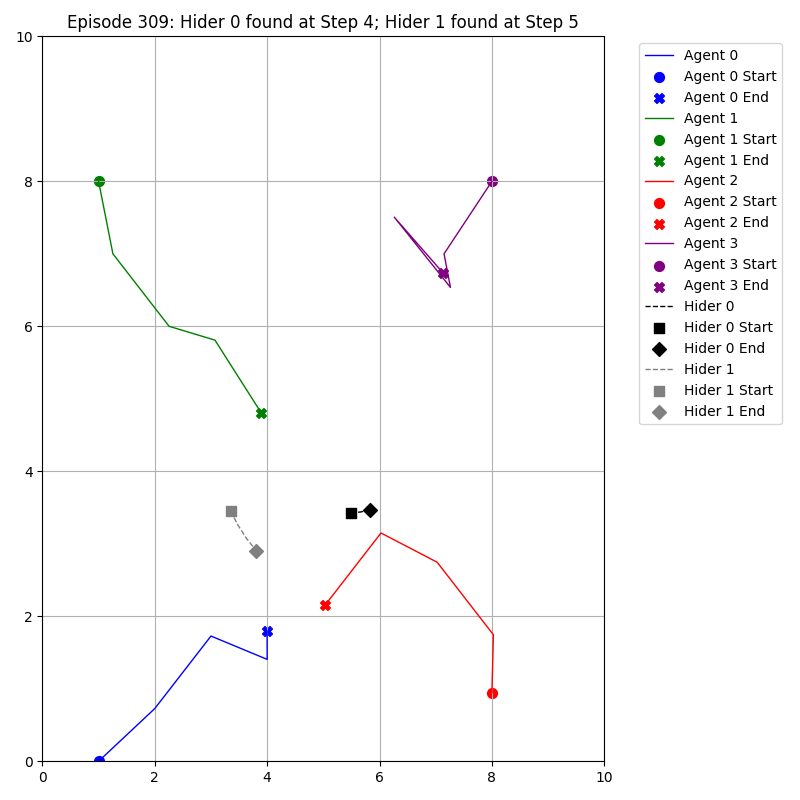 Episode 309: Hider 0 found at Step 4; Hider 1 found at Step 5
10
8
6
4
2
0
0 2 4 6 8 10
Agent 0
Agent 0 Start
Agent 0 End
Agent 1
Agent 1 Start
Agent 1 End
Agent 2
Agent 2 Start
Agent 2 End
Agent 3
Agent 3 Start
Agent 3 End
Hider 0
Hider 0 Start
Hider 0 End
Hider 1
Hider 1 Start
Hider 1 End